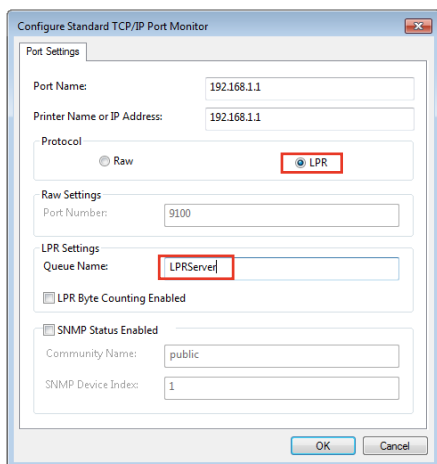 Configure Standard TCP/IP Port Monitor
Port Settings
Port Name: 192.168.1.1
Printer Name or IP Address: 192.168.1.1
Protocol
Raw LPR
Raw Settings
Port Number: 9100
LPR Settings
Queue Name: LPRServer
LPR Byte Counting Enabled
SNMP Status Enabled
Community Name: public
SNMP Device Index: 1
OK Cancel